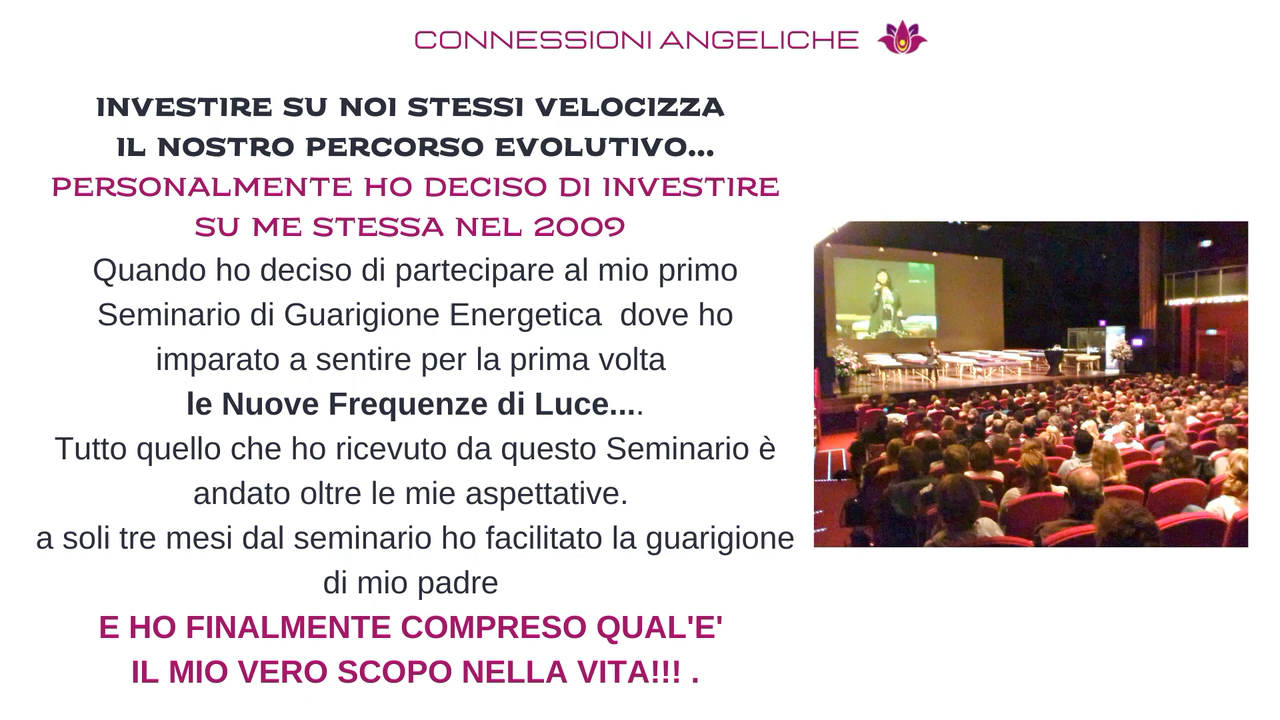 CONNESSIONI ANGELICHE
INVESTIRE SU NOI STESSI VELOCIZZA
IL NOSTRO PERCORSO EVOLUTIVO...
PERSONALMENTE HO DECISO DI INVESTIRE
SU ME STESSA NEL 2009
Quando ho deciso di partecipare al mio primo
Seminario di Guarigione Energetica  dove ho
imparato a sentire per la prima volta
le Nuove Frequenze di Luce....
Tutto quello che ho ricevuto da questo Seminario è
andato oltre le mie aspettative.
a soli tre mesi dal seminario ho facilitato la guarigione
di mio padre
E HO FINALMENTE COMPRESO QUAL'E'
IL MIO VERO SCOPO NELLA VITA!!! .